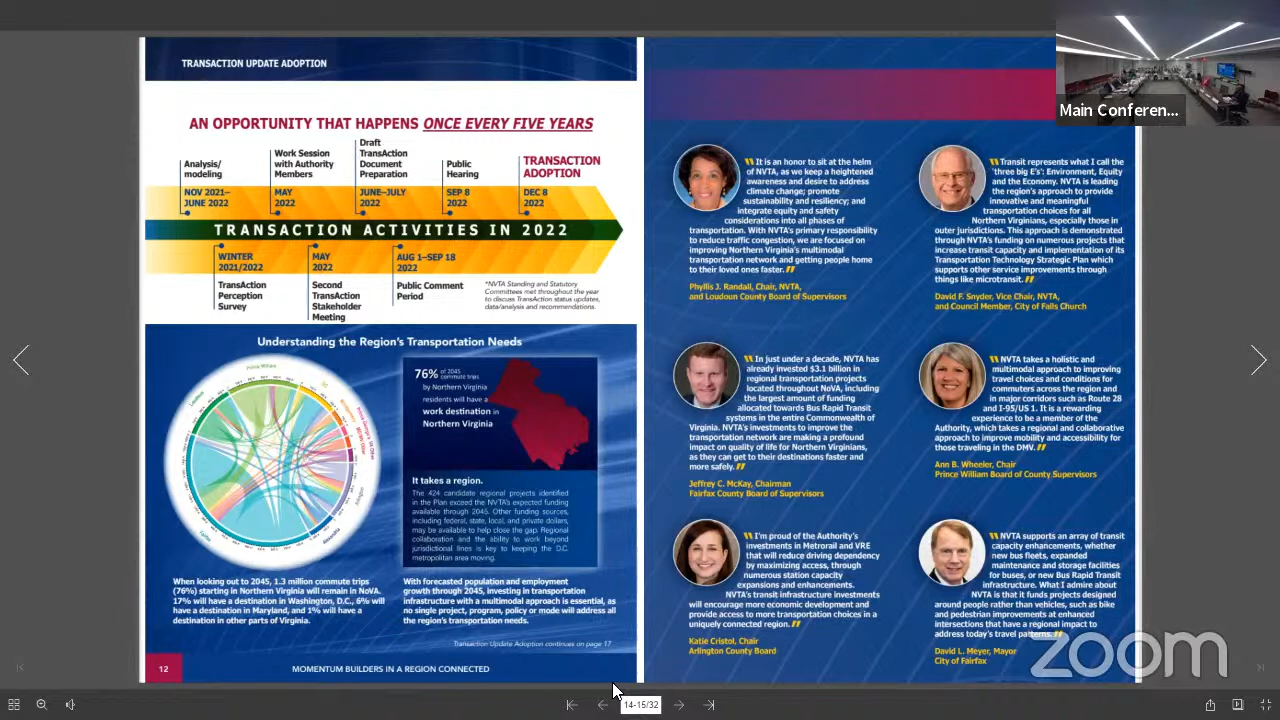 TRANSACTION UPDATE ADOPTION
AN OPPORTUNITY THAT HAPPENS ONCE EVERY FIVE YEARS
Analysis/
modeling
Work Session
with Authority
Members
Draft
TransAction
Document
Preparation
Public
Hearing
TRANSACTION
ADOPTION
NOV 2021–
JUNE 2022
MAY
2022
JUNE–JULY
2022
SEP 8
2022
DEC 8
2022
TRANSACTION ACTIVITIES IN 2022
WINTER
2021/2022
MAY
2022
AUG 1–SEP 18
2022
TransAction
Perception
Survey
Second
TransAction
Stakeholder
Meeting
Public Comment
Period
*NVTA Standing and Statutory
Committees met throughout the year
to discuss TransAction status updates,
data/analysis and recommendations.
Understanding the Region's Transportation Needs
76% of 2045
commute trips
by Northern Virginia
residents will have a
work destination in
Northern Virginia
It takes a region.
The 424 candidate regional projects identified
in the Plan exceed the NVTA's expected funding
available through 2045. Other funding sources,
including federal, state, local, and private dollars,
may be available to help close the gap. Regional
collaboration and the ability to work beyond
jurisdictional lines is key to keeping the D.C.
metropolitan area moving.
When looking out to 2045, 1.3 million commute trips
(76%) starting in Northern Virginia will remain in NoVA.
17% will have a destination in Washington, D.C., 6% will
have a destination in Maryland, and 1% will have a
destination in other parts of Virginia.
With forecasted population and employment
growth through 2045, investing in transportation
infrastructure with a multimodal approach is essential, as
no single project, program, policy or mode will address all
the region's transportation needs.
Transaction Update Adoption continues on page 17
12
MOMENTUM BUILDERS IN A REGION CONNECTED
"It is an honor to sit at the helm
of NVTA, as we keep a heightened
awareness and desire to address
climate change; promote
sustainability and resiliency; and
integrate equity and safety
considerations into all phases of
transportation. With NVTA's primary responsibility
to reduce traffic congestion, we are focused on
improving Northern Virginia's multimodal
transportation network and getting people home
to their loved ones faster."
Phyllis J. Randall, Chair, NVTA,
and Loudoun County Board of Supervisors
"Transit represents what I call the
'three big E's': Environment, Equity
and the Economy. NVTA is leading
the region's approach to provide
innovative and meaningful
transportation choices for all
Northern Virginians, especially those in
outer jurisdictions. This approach is demonstrated
through NVTA's funding on numerous projects that
increase transit capacity and implementation of its
Transportation Technology Strategic Plan which
supports other service improvements through
things like microtransit."
David F. Snyder, Vice Chair, NVTA,
and Council Member, City of Falls Church
"In just under a decade, NVTA has
already invested $3.1 billion in
regional transportation projects
located throughout NoVA, including
the largest amount of funding
allocated towards Bus Rapid Transit
systems in the entire Commonwealth of
Virginia. NVTA's investments to improve the
transportation network are making a profound
impact on quality of life for Northern Virginians,
as they can get to their destinations faster and
more safely."
Jeffrey C. McKay, Chairman
Fairfax County Board of Supervisors
"NVTA takes a holistic and
multimodal approach to improving
travel choices and conditions for
commuters across the region and
in major corridors such as Route 28
and I-95/US 1. It is a rewarding
experience to be a member of the
Authority, which takes a regional and collaborative
approach to improve mobility and accessibility for
those traveling in the DMV."
Ann B. Wheeler, Chair
Prince William Board of County Supervisors
"I'm proud of the Authority's
investments in Metrorail and VRE
that will reduce driving dependency
by maximizing access, through
numerous station capacity
expansions and enhancements.
NVTA's transit infrastructure investments
will encourage more economic development and
provide access to more transportation choices in a
uniquely connected region."
Katie Cristol, Chair
Arlington County Board
"NVTA supports an array of transit
capacity enhancements, whether
new bus fleets, expanded
maintenance and storage facilities
for buses, or new Bus Rapid Transit
infrastructure. What I admire about
NVTA is that it funds projects designed
around people rather than vehicles, such as bike
and pedestrian improvements at enhanced
intersections that have a regional impact to
address today's travel patterns."
David L. Meyer, Mayor
City of Fairfax
Main Conferen...
zoom
14-15/32